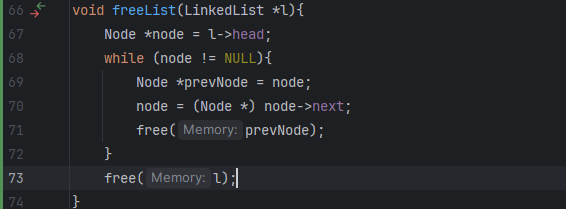 66 void freeList(LinkedList *l){
67 Node *node = l->head;
68 while (node != NULL){
69 Node *prevNode = node;
70 node = (Node *) node->next;
71 free( Memory: prevNode);
72 }
73 free( Memory: l);
74 }